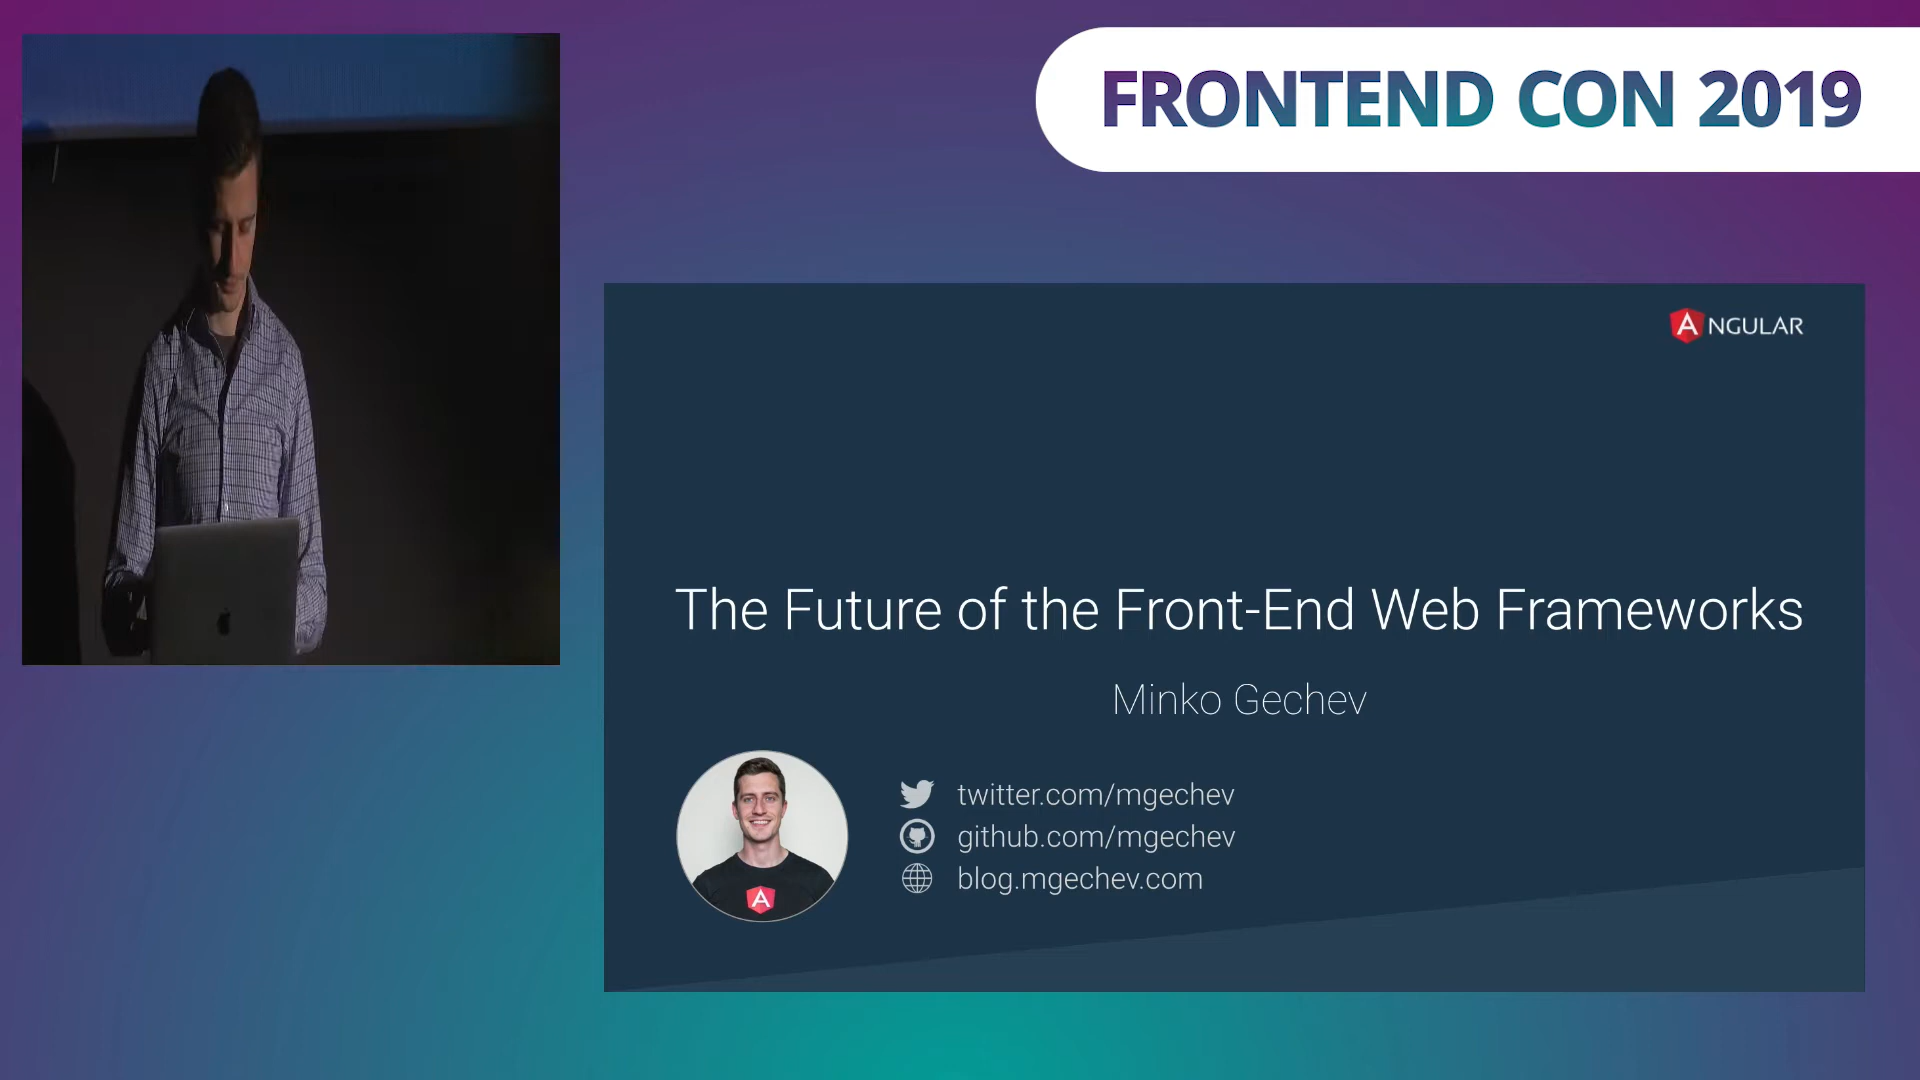 FRONTEND CON 2019
ANGULAR
The Future of the Front-End Web Frameworks
Minko Gechev
twitter.com/mgechev
github.com/mgechev
blog.mgechev.com